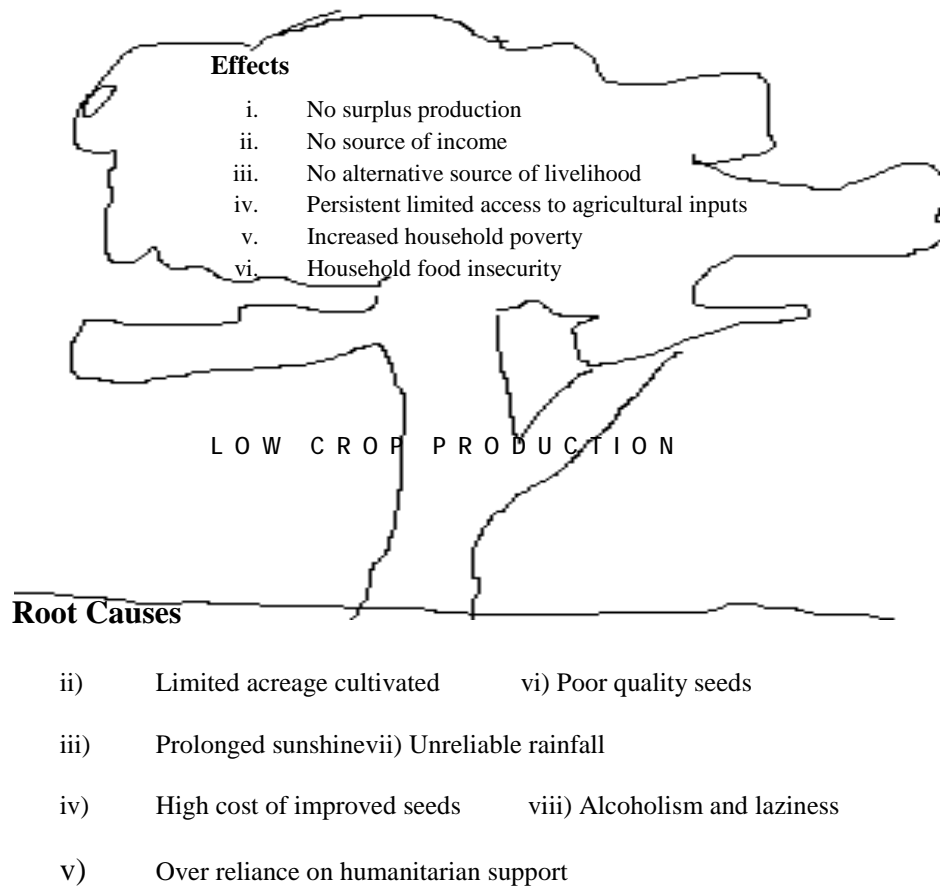 Effects
i. No surplus production
ii. No source of income
iii. No alternative source of livelihood
iv. Persistent limited access to agricultural inputs
v. Increased household poverty
vi. Household food insecurity
LOW CROP PRODUCTION
Root Causes
ii) Limited acreage cultivated vi) Poor quality seeds
iii) Prolonged sunshinevii) Unreliable rainfall
iv) High cost of improved seeds viii) Alcoholism and laziness
v) Over reliance on humanitarian support